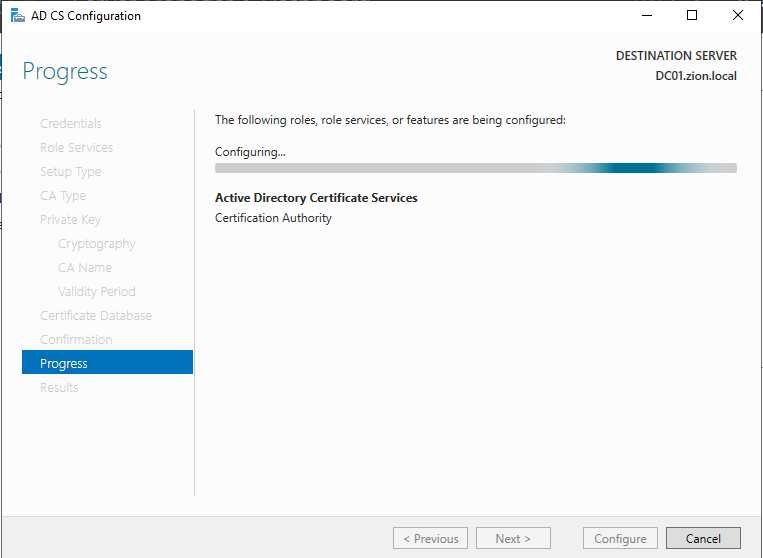 AD CS Configuration
Progress
DESTINATION SERVER
DC01.zion.local
Credentials
Role Services
Setup Type
CA Type
Private Key
Cryptography
CA Name
Validity Period
Certificate Database
Confirmation
Progress
Results
The following roles, role services, or features are being configured:
Configuring...
Active Directory Certificate Services
Certification Authority
< Previous
Next >
Configure
Cancel